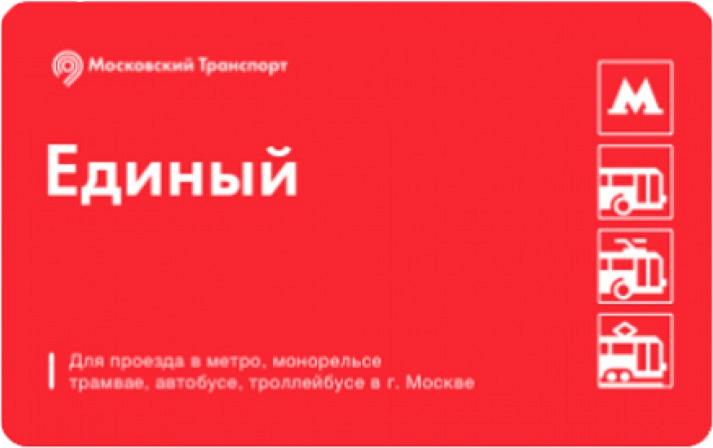 Московский Транспорт
М
Единый
Для проезда в метро, монорельсе
трамвае, автобусе, троллейбусе в г. Москве